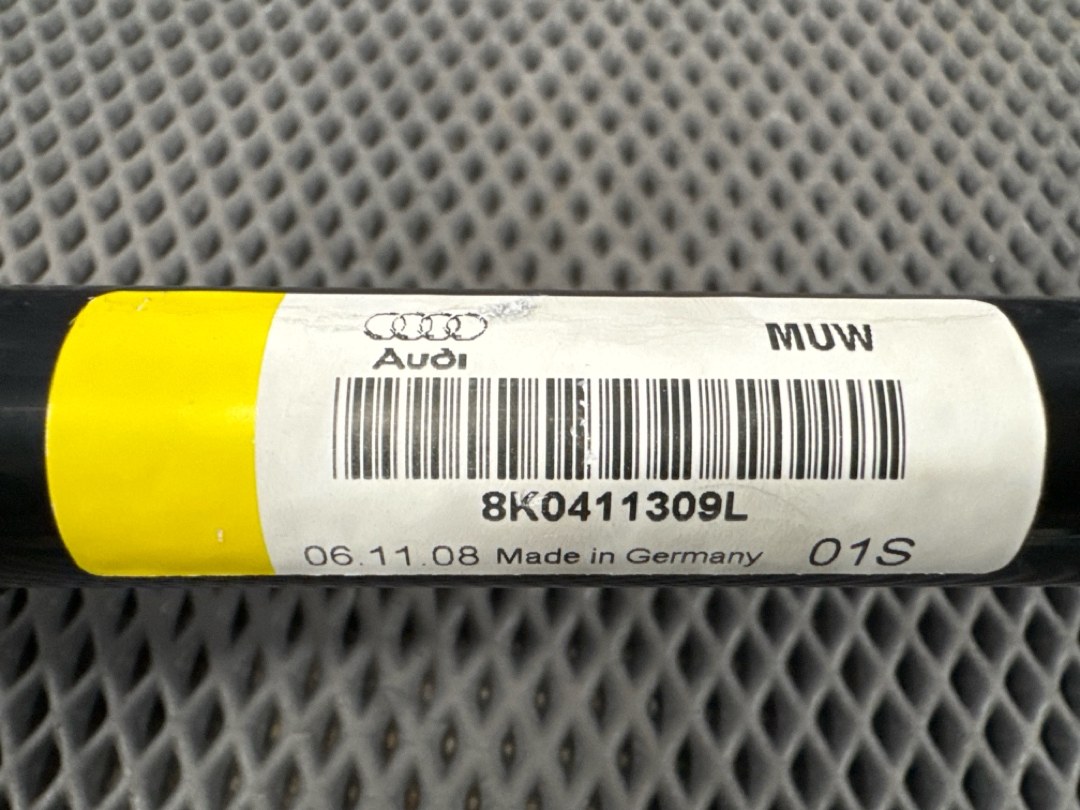 Audi
MUW
8K0411309L
06.11.08 Made in Germany 01S